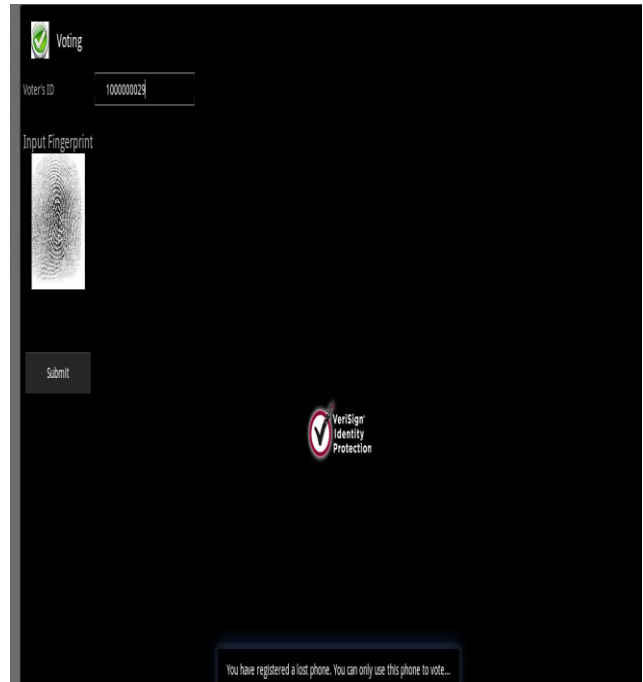 Voting
Voter's ID
1000000029
Input Fingerprint
Submit
VeriSign
Identity
Protection
You have registered a lost phone. You can only use this phone to vote...